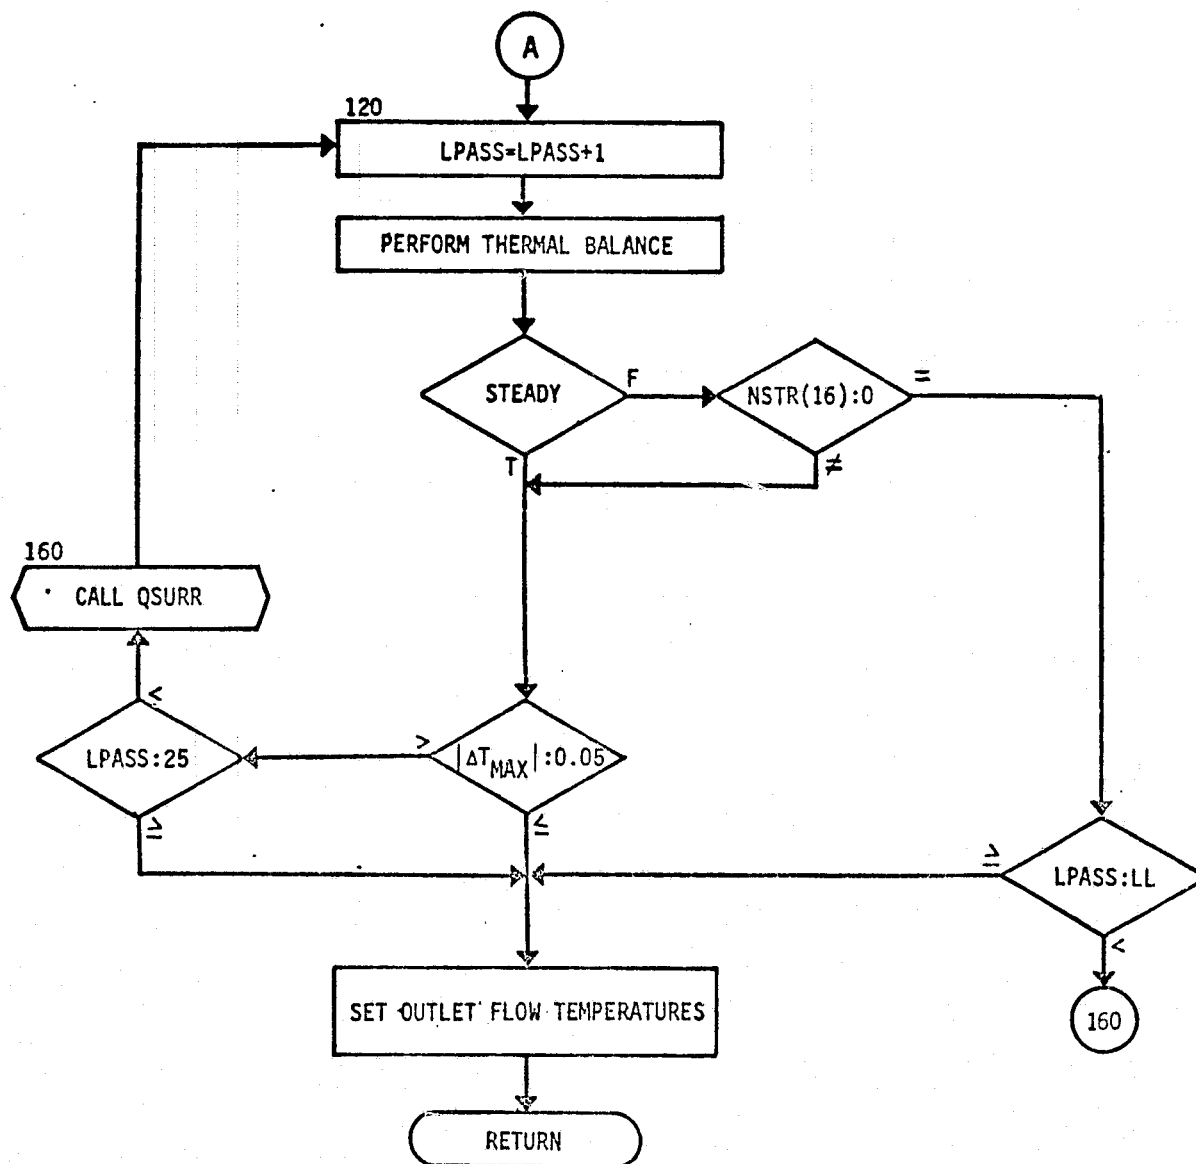 A
120
LPASS=LPASS+1
PERFORM THERMAL BALANCE
STEADY
F
NSTR(16):0
=
T
≠
160
CALL QSURR
<
LPASS:25
>
|ΔT_MAX|:0.05
≥
≤
≥
LPASS:LL
<
SET OUTLET FLOW TEMPERATURES
160
RETURN